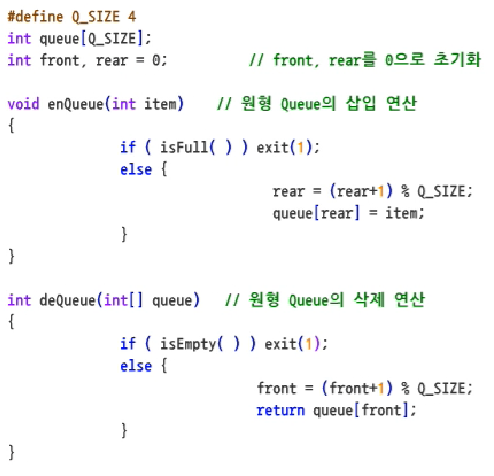 #define Q_SIZE 4
int queue[Q_SIZE];
int front, rear = 0; // front, rear를 0으로 초기화
void enQueue(int item) // 원형 Queue의 삽입 연산
{
if ( isFull( ) ) exit(1);
else {
rear = (rear+1) % Q_SIZE;
queue[rear] = item;
}
}
int deQueue(int[] queue) // 원형 Queue의 삭제 연산
{
if ( isEmpty( ) ) exit(1);
else {
front = (front+1) % Q_SIZE;
return queue[front];
}
}